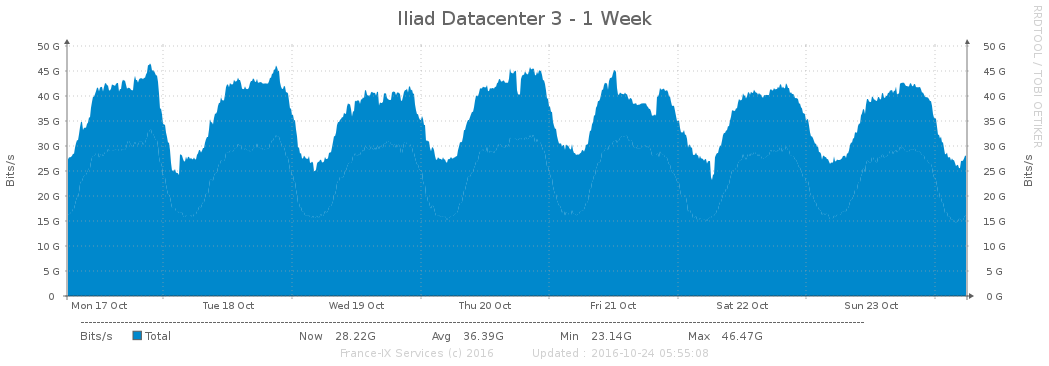 Iliad Datacenter 3 - 1 Week
RRDTOOL / TOBI OETIKER
Bits/s
50 G
45 G
40 G
35 G
30 G
25 G
20 G
15 G
10 G
5 G
0
50 G
45 G
40 G
35 G
30 G
25 G
20 G
15 G
10 G
5 G
0 G
Bits/s
Mon 17 Oct Tue 18 Oct Wed 19 Oct Thu 20 Oct Fri 21 Oct Sat 22 Oct Sun 23 Oct
Bits/s Total Now 28.22G Avg 36.39G Min 23.14G Max 46.47G
France-IX Services (c) 2016 Updated : 2016-10-24 05:55:08